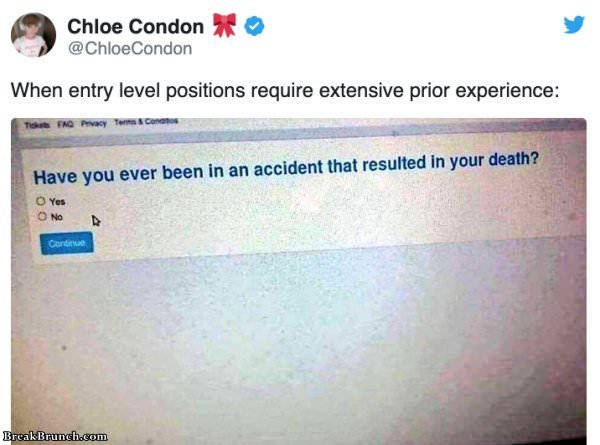 Chloe Condon
@ChloeCondon
When entry level positions require extensive prior experience:
Tickets FAQ Privacy Terms & Conditios
Have you ever been in an accident that resulted in your death?
Yes
No
Continue
BreakBrunch.com